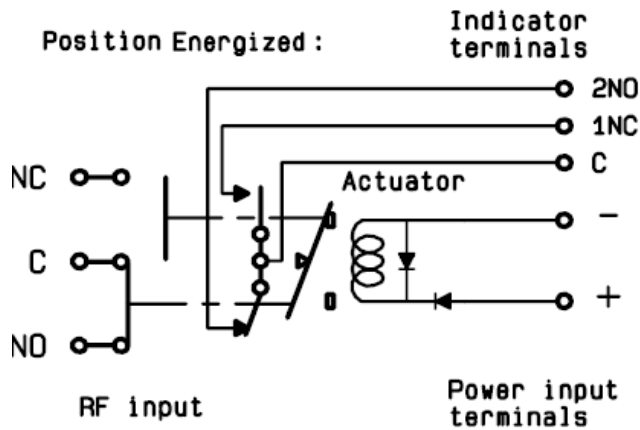 Position Energized :
Indicator
terminals
2NO
1NC
C
NC
Actuator
−
C
+
NO
RF input
Power input
terminals